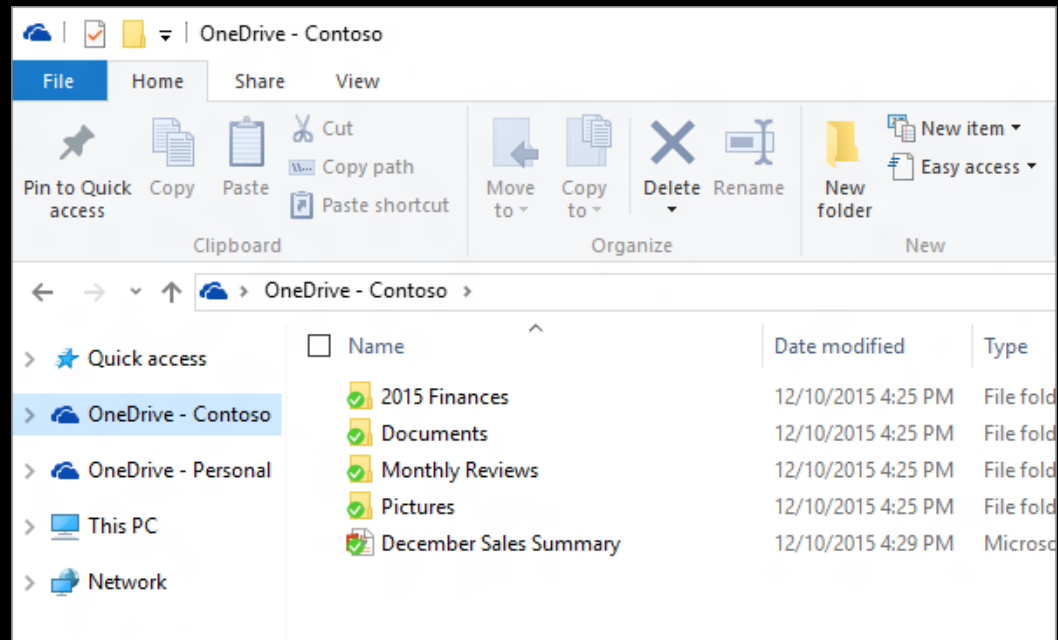 OneDrive - Contoso
File Home Share View
Pin to Quick access
Copy
Paste
Cut
Copy path
Paste shortcut
Clipboard
Move to
Copy to
Delete
Rename
Organize
New folder
New item
Easy access
New
OneDrive - Contoso
Quick access
OneDrive - Contoso
OneDrive - Personal
This PC
Network
Name Date modified Type
2015 Finances 12/10/2015 4:25 PM File fold
Documents 12/10/2015 4:25 PM File fold
Monthly Reviews 12/10/2015 4:25 PM File fold
Pictures 12/10/2015 4:25 PM File fold
December Sales Summary 12/10/2015 4:29 PM Microsc